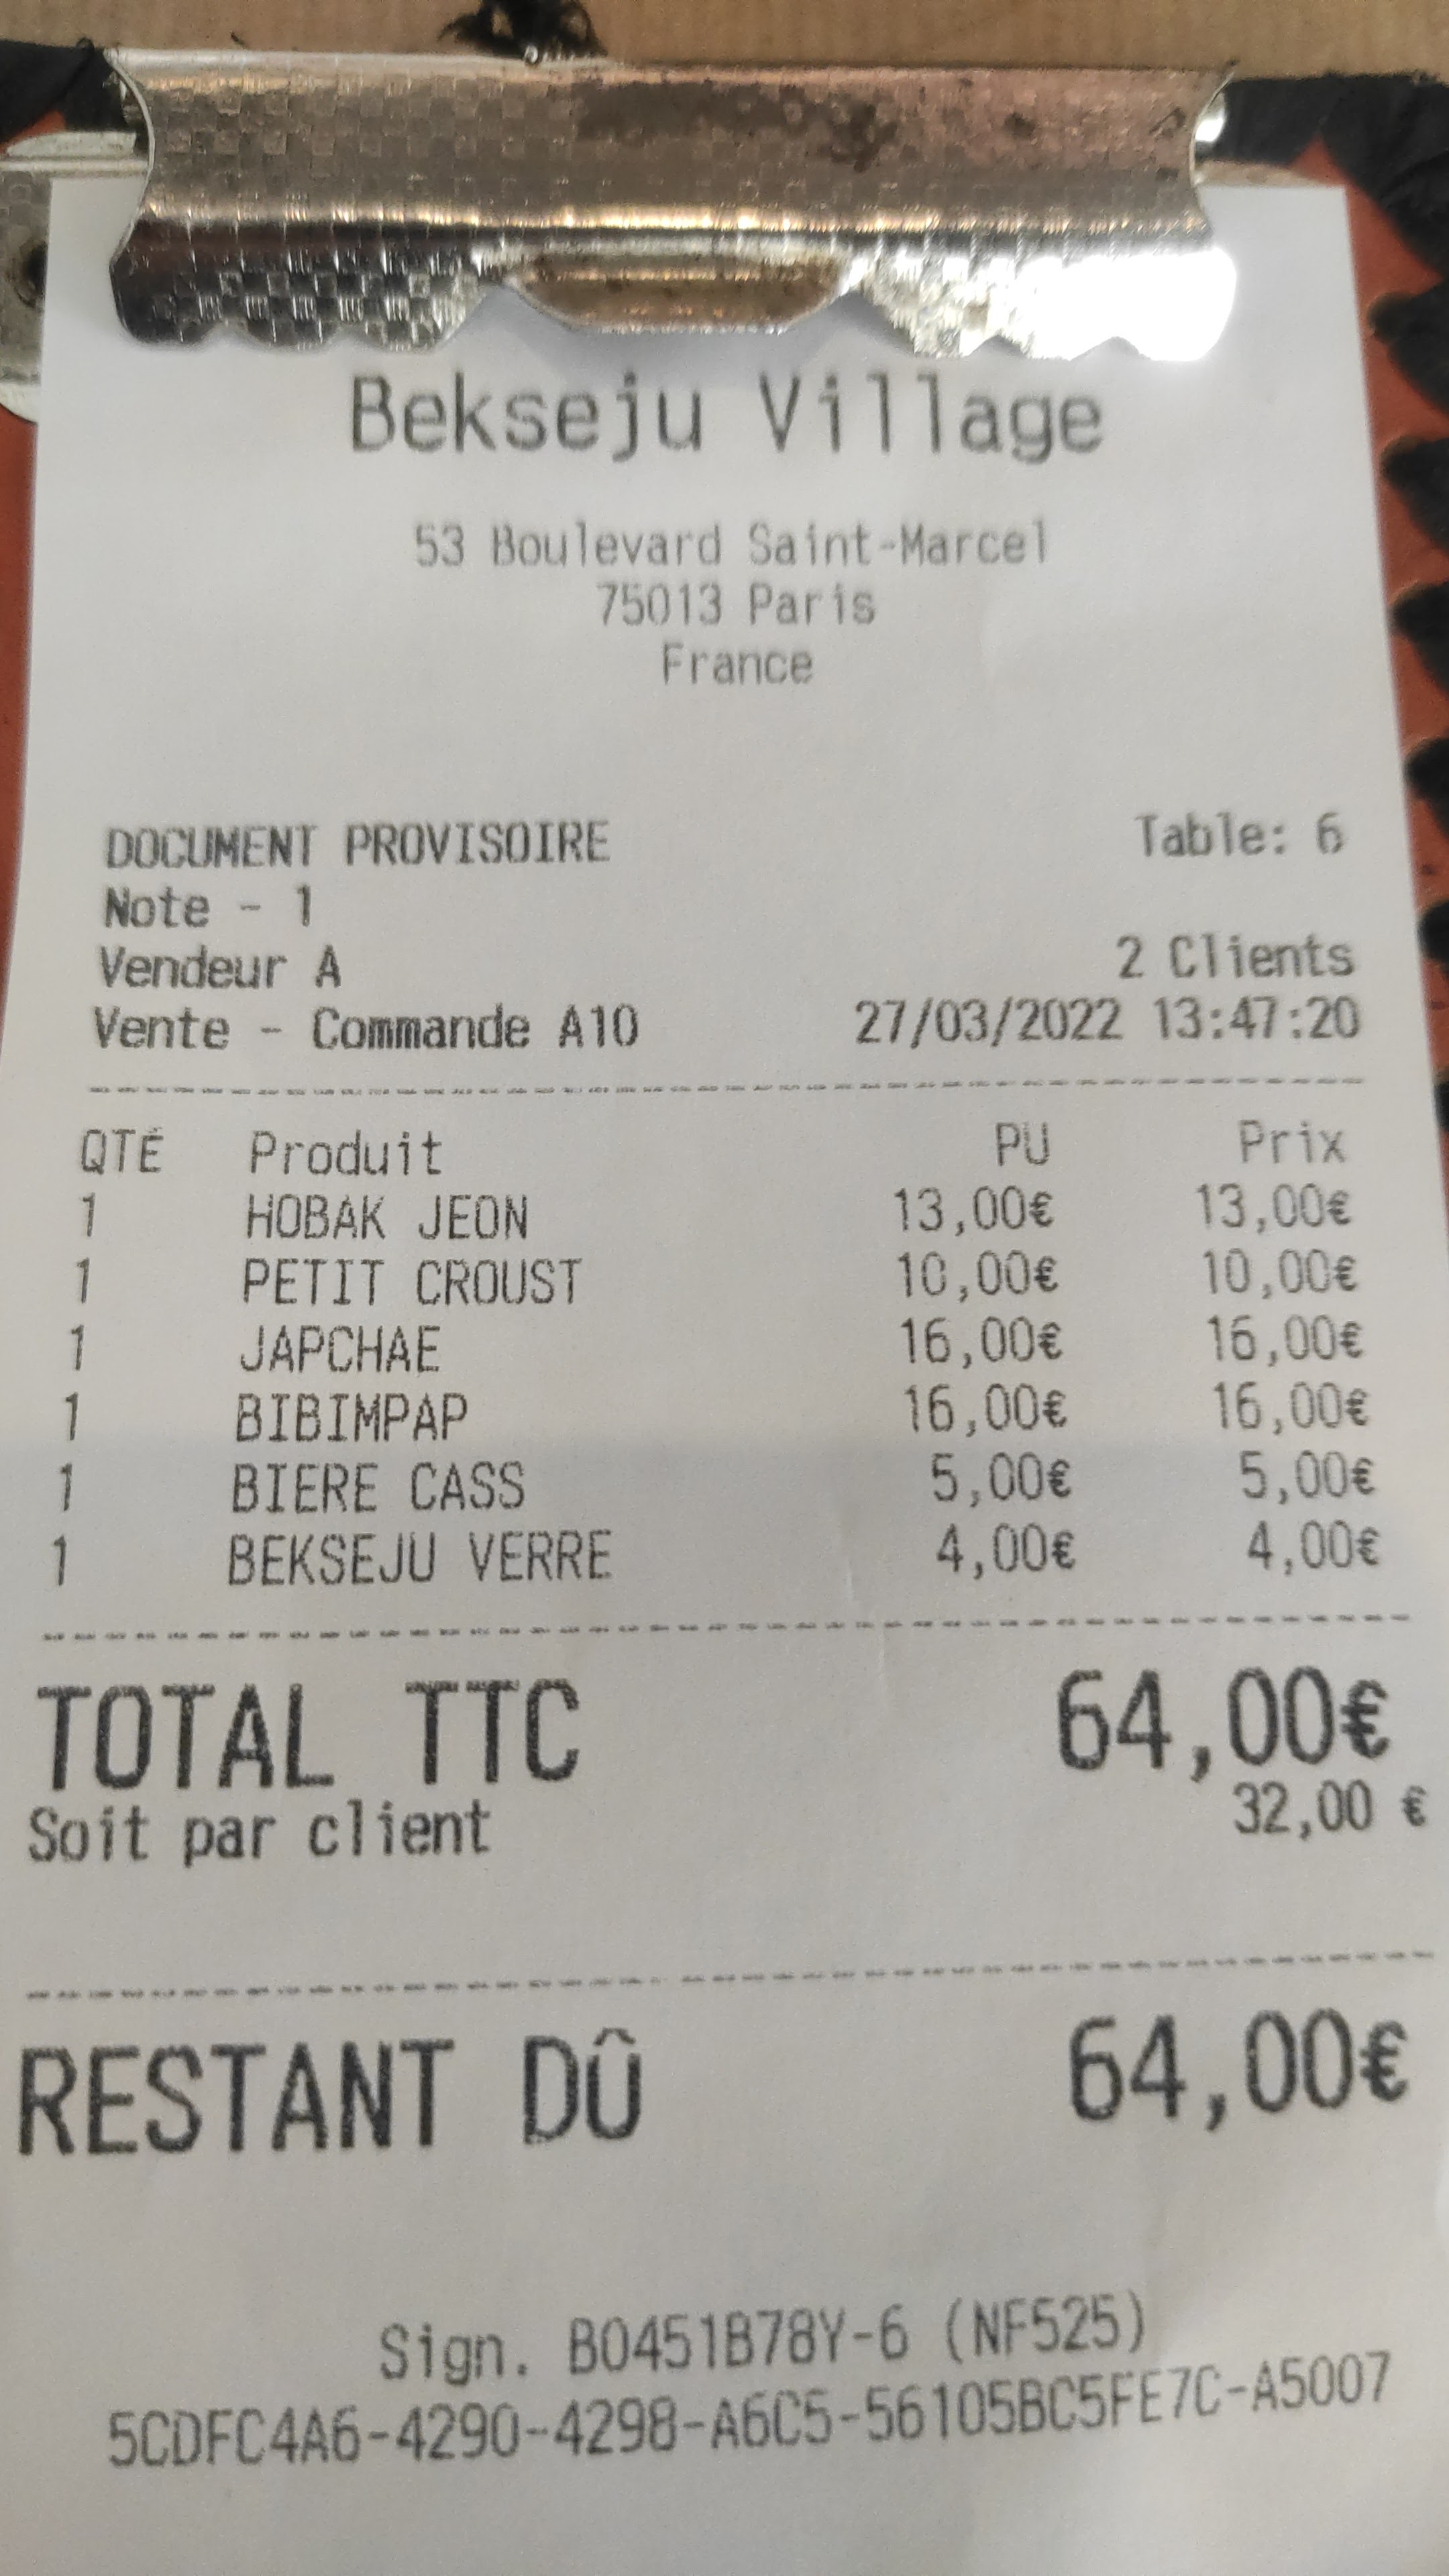 Bekseju Village
53 Boulevard Saint-Marcel
75013 Paris
France
DOCUMENT PROVISOIRE Table: 6
Note - 1
Vendeur A 2 Clients
Vente - Commande A10 27/03/2022 13:47:20
QTÉ Produit PU Prix
1 HOBAK JEON 13,00€ 13,00€
1 PETIT CROUST 10,00€ 10,00€
1 JAPCHAE 16,00€ 16,00€
1 BIBIMPAP 16,00€ 16,00€
1 BIERE CASS 5,00€ 5,00€
1 BEKSEJU VERRE 4,00€ 4,00€
TOTAL TTC 64,00€
Soit par client 32,00 €
RESTANT DÛ 64,00€
Sign. B0451B78Y-6 (NF525)
5CDFC4A6-4290-4298-A6C5-56105BC5FE7C-A5007